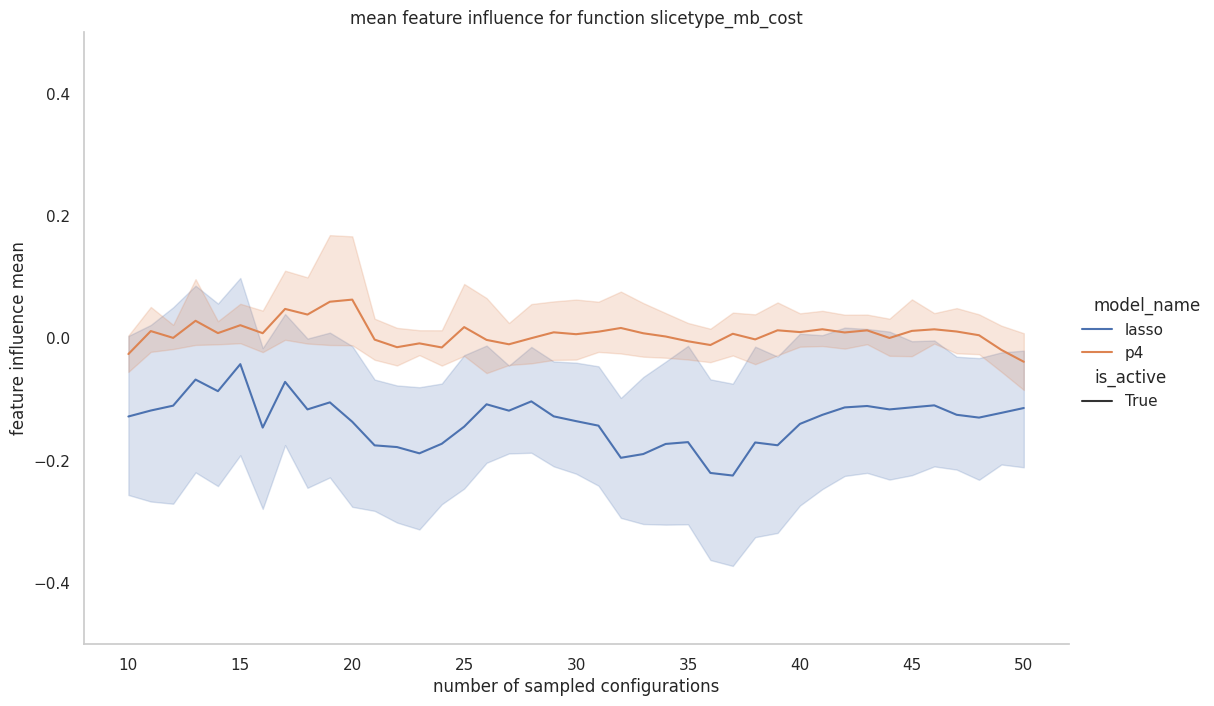 mean feature influence for function slicetype_mb_cost
feature influence mean
0.4
0.2
0.0
−0.2
−0.4
10 15 20 25 30 35 40 45 50
number of sampled configurations
model_name
lasso
p4
is_active
True